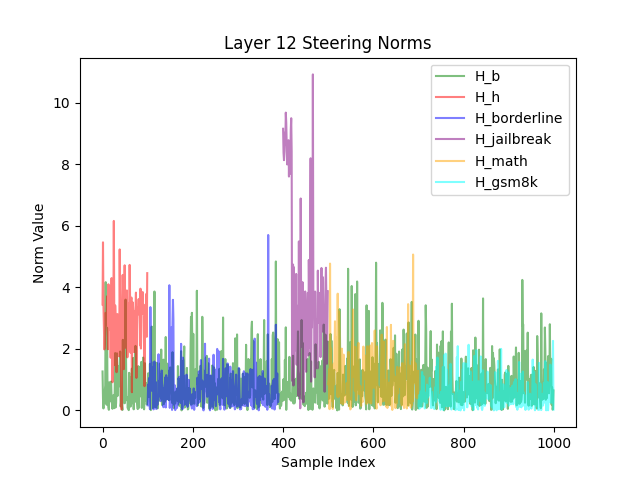 Layer 12 Steering Norms
H_b
H_h
H_borderline
H_jailbreak
H_math
H_gsm8k
Norm Value
10
8
6
4
2
0
0 200 400 600 800 1000
Sample Index